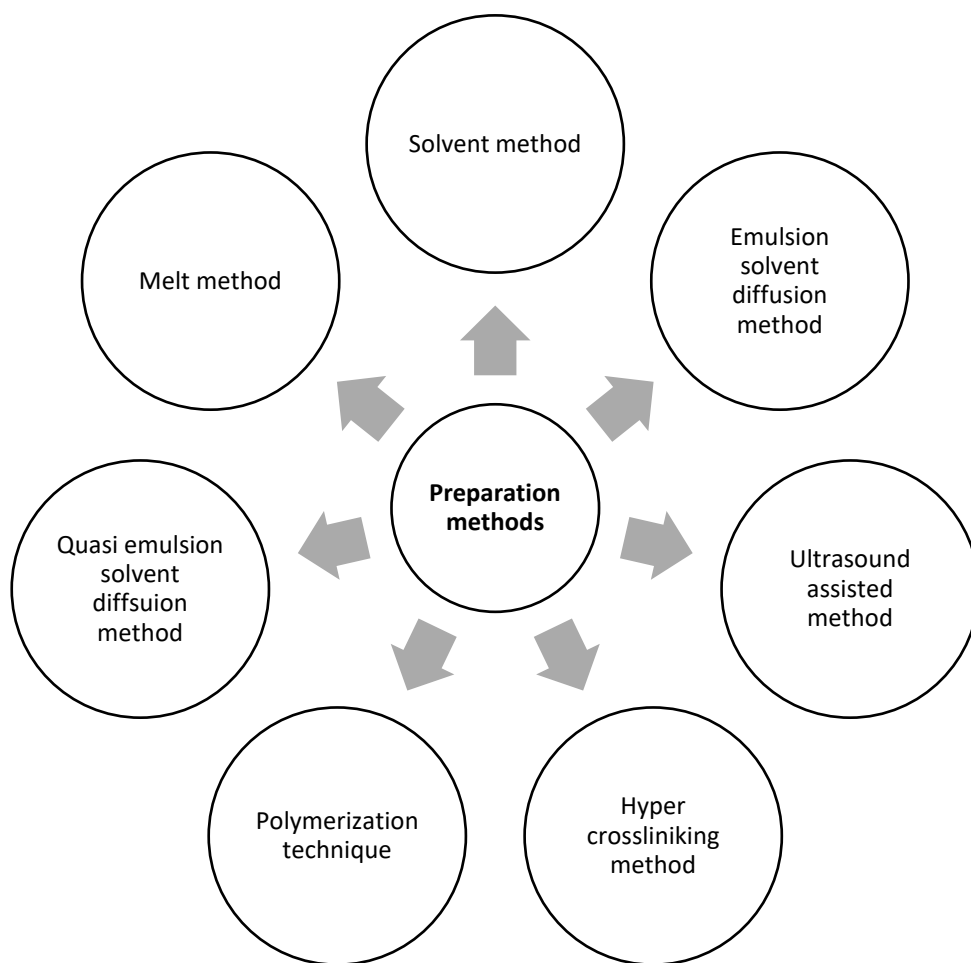 Solvent method
Emulsion
solvent
diffusion
method
Ultrasound
assisted
method
Hyper
crossliniking
method
Polymerization
technique
Quasi emulsion
solvent
diffsuion
method
Melt method
Preparation
methods